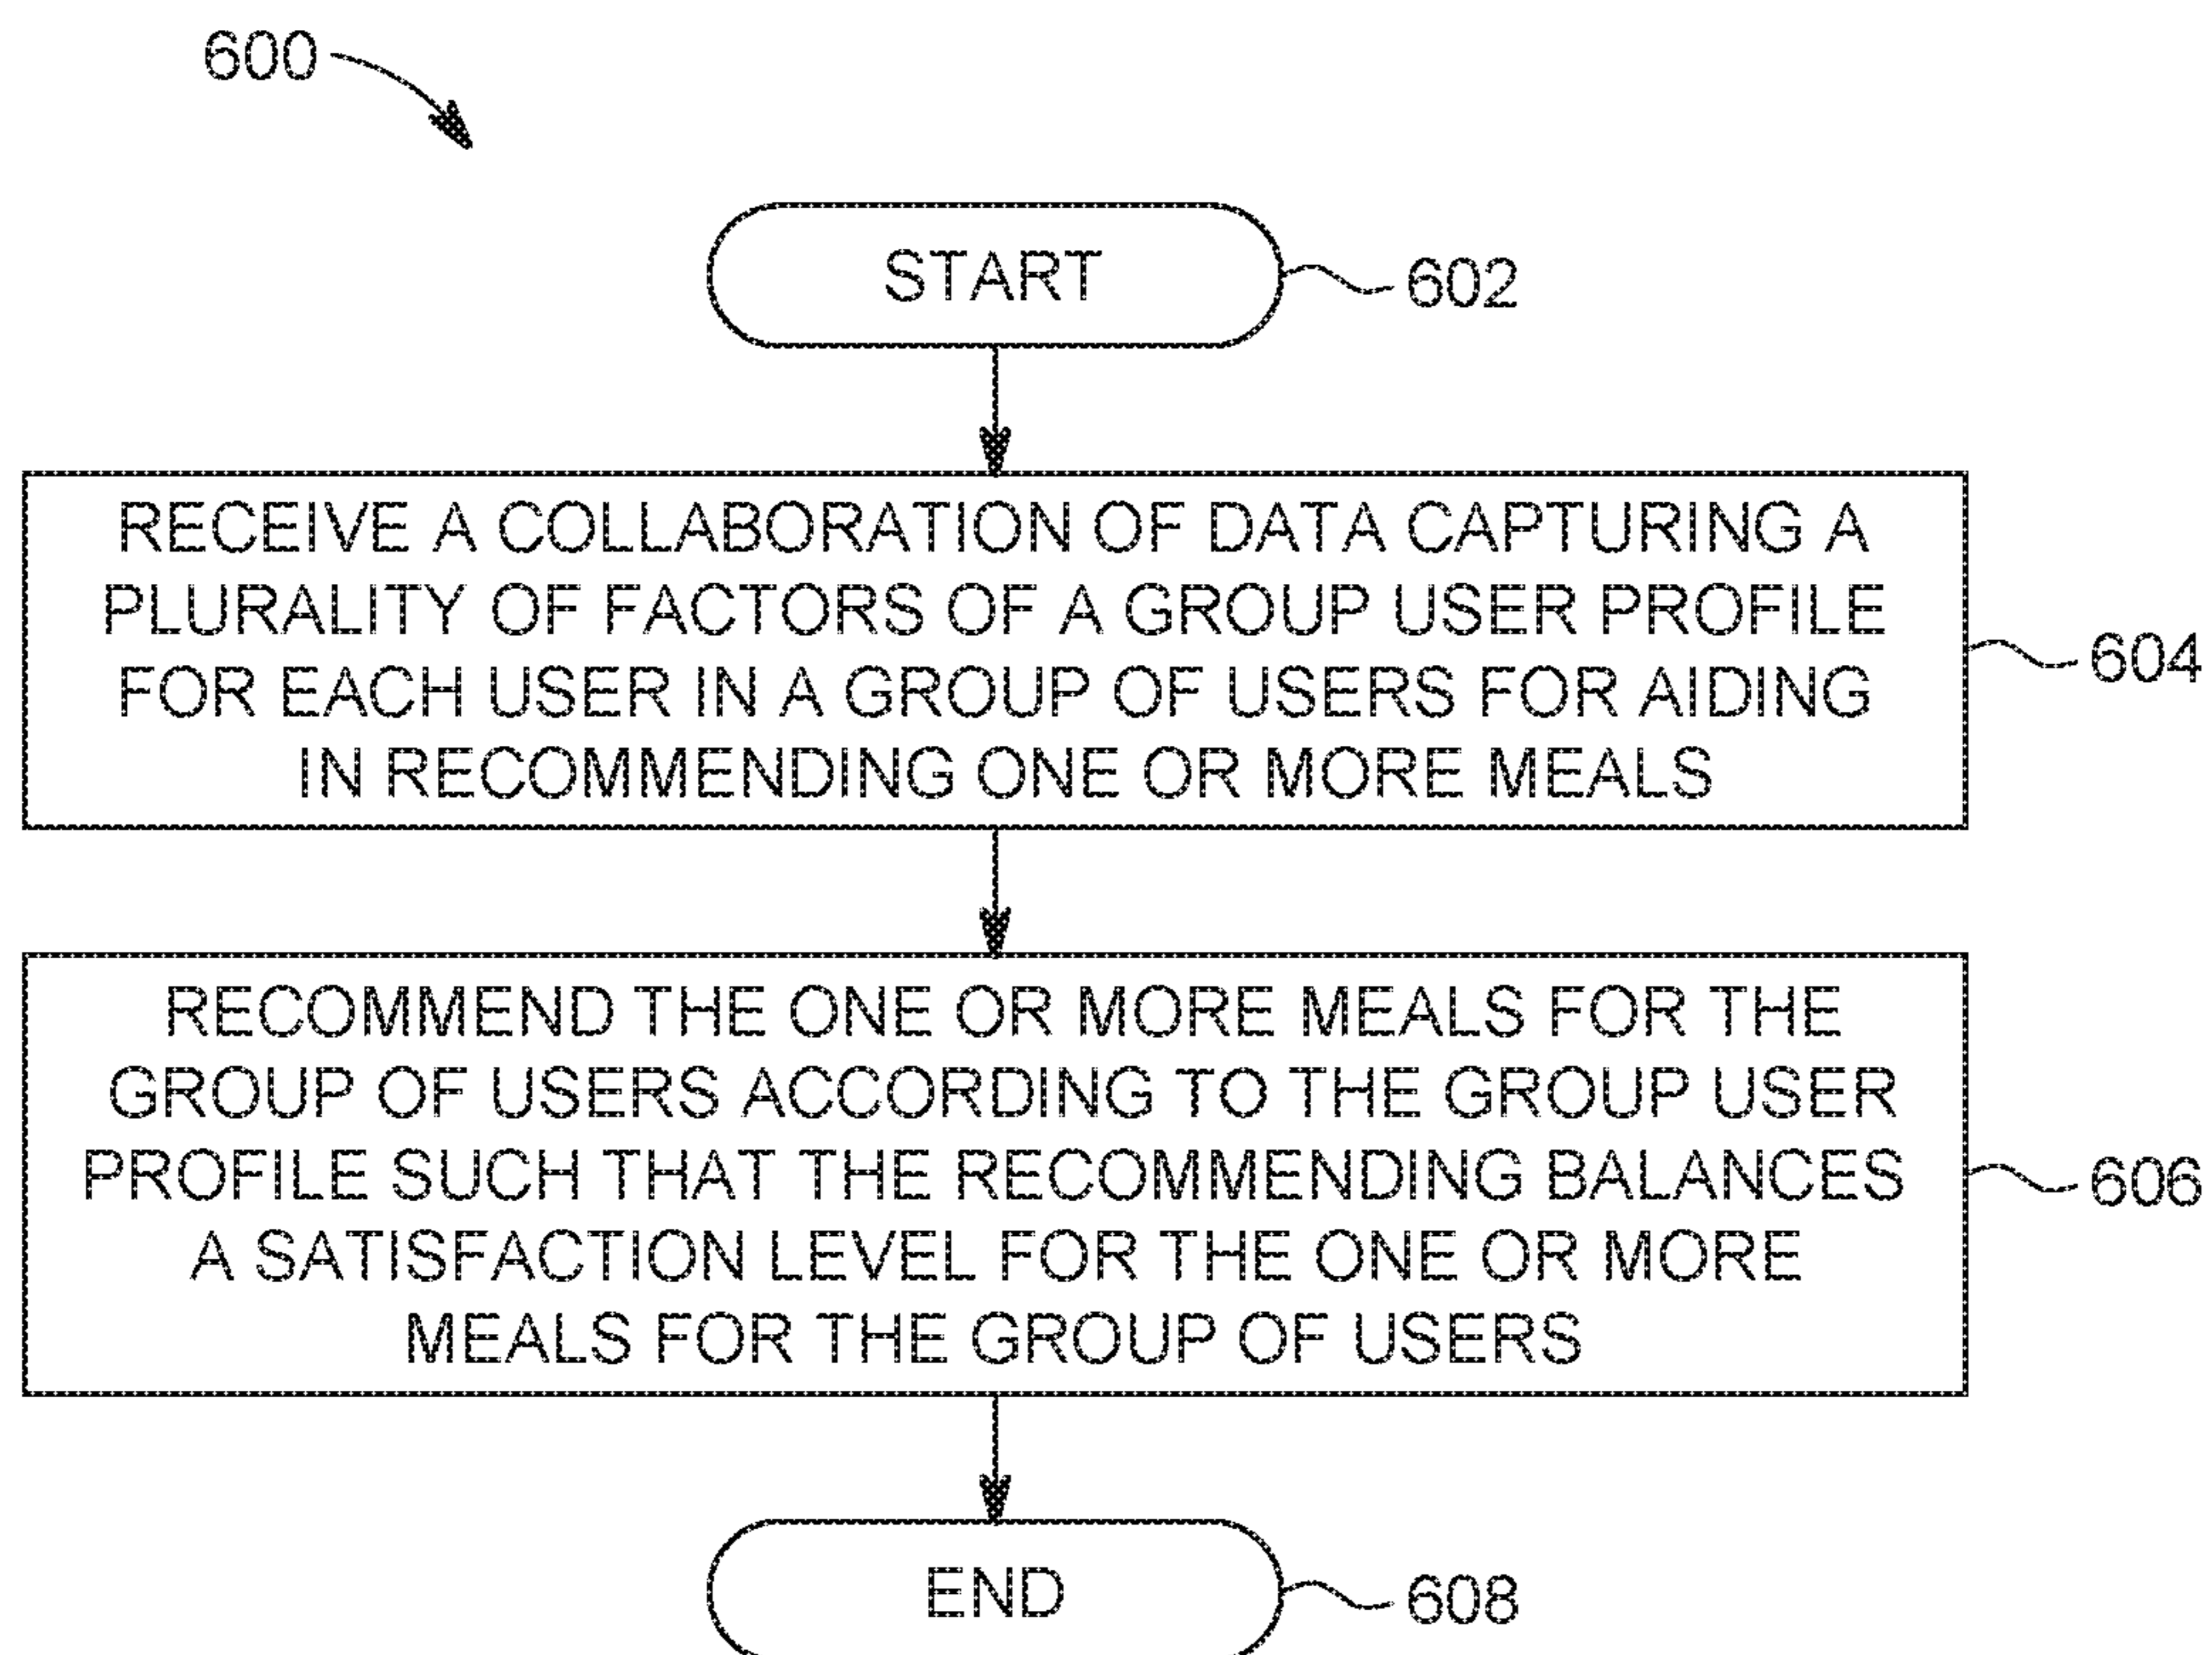 600
START
602
RECEIVE A COLLABORATION OF DATA CAPTURING A
PLURALITY OF FACTORS OF A GROUP USER PROFILE
FOR EACH USER IN A GROUP OF USERS FOR AIDING
IN RECOMMENDING ONE OR MORE MEALS
604
RECOMMEND THE ONE OR MORE MEALS FOR THE
GROUP OF USERS ACCORDING TO THE GROUP USER
PROFILE SUCH THAT THE RECOMMENDING BALANCES
A SATISFACTION LEVEL FOR THE ONE OR MORE
MEALS FOR THE GROUP OF USERS
606
END
608